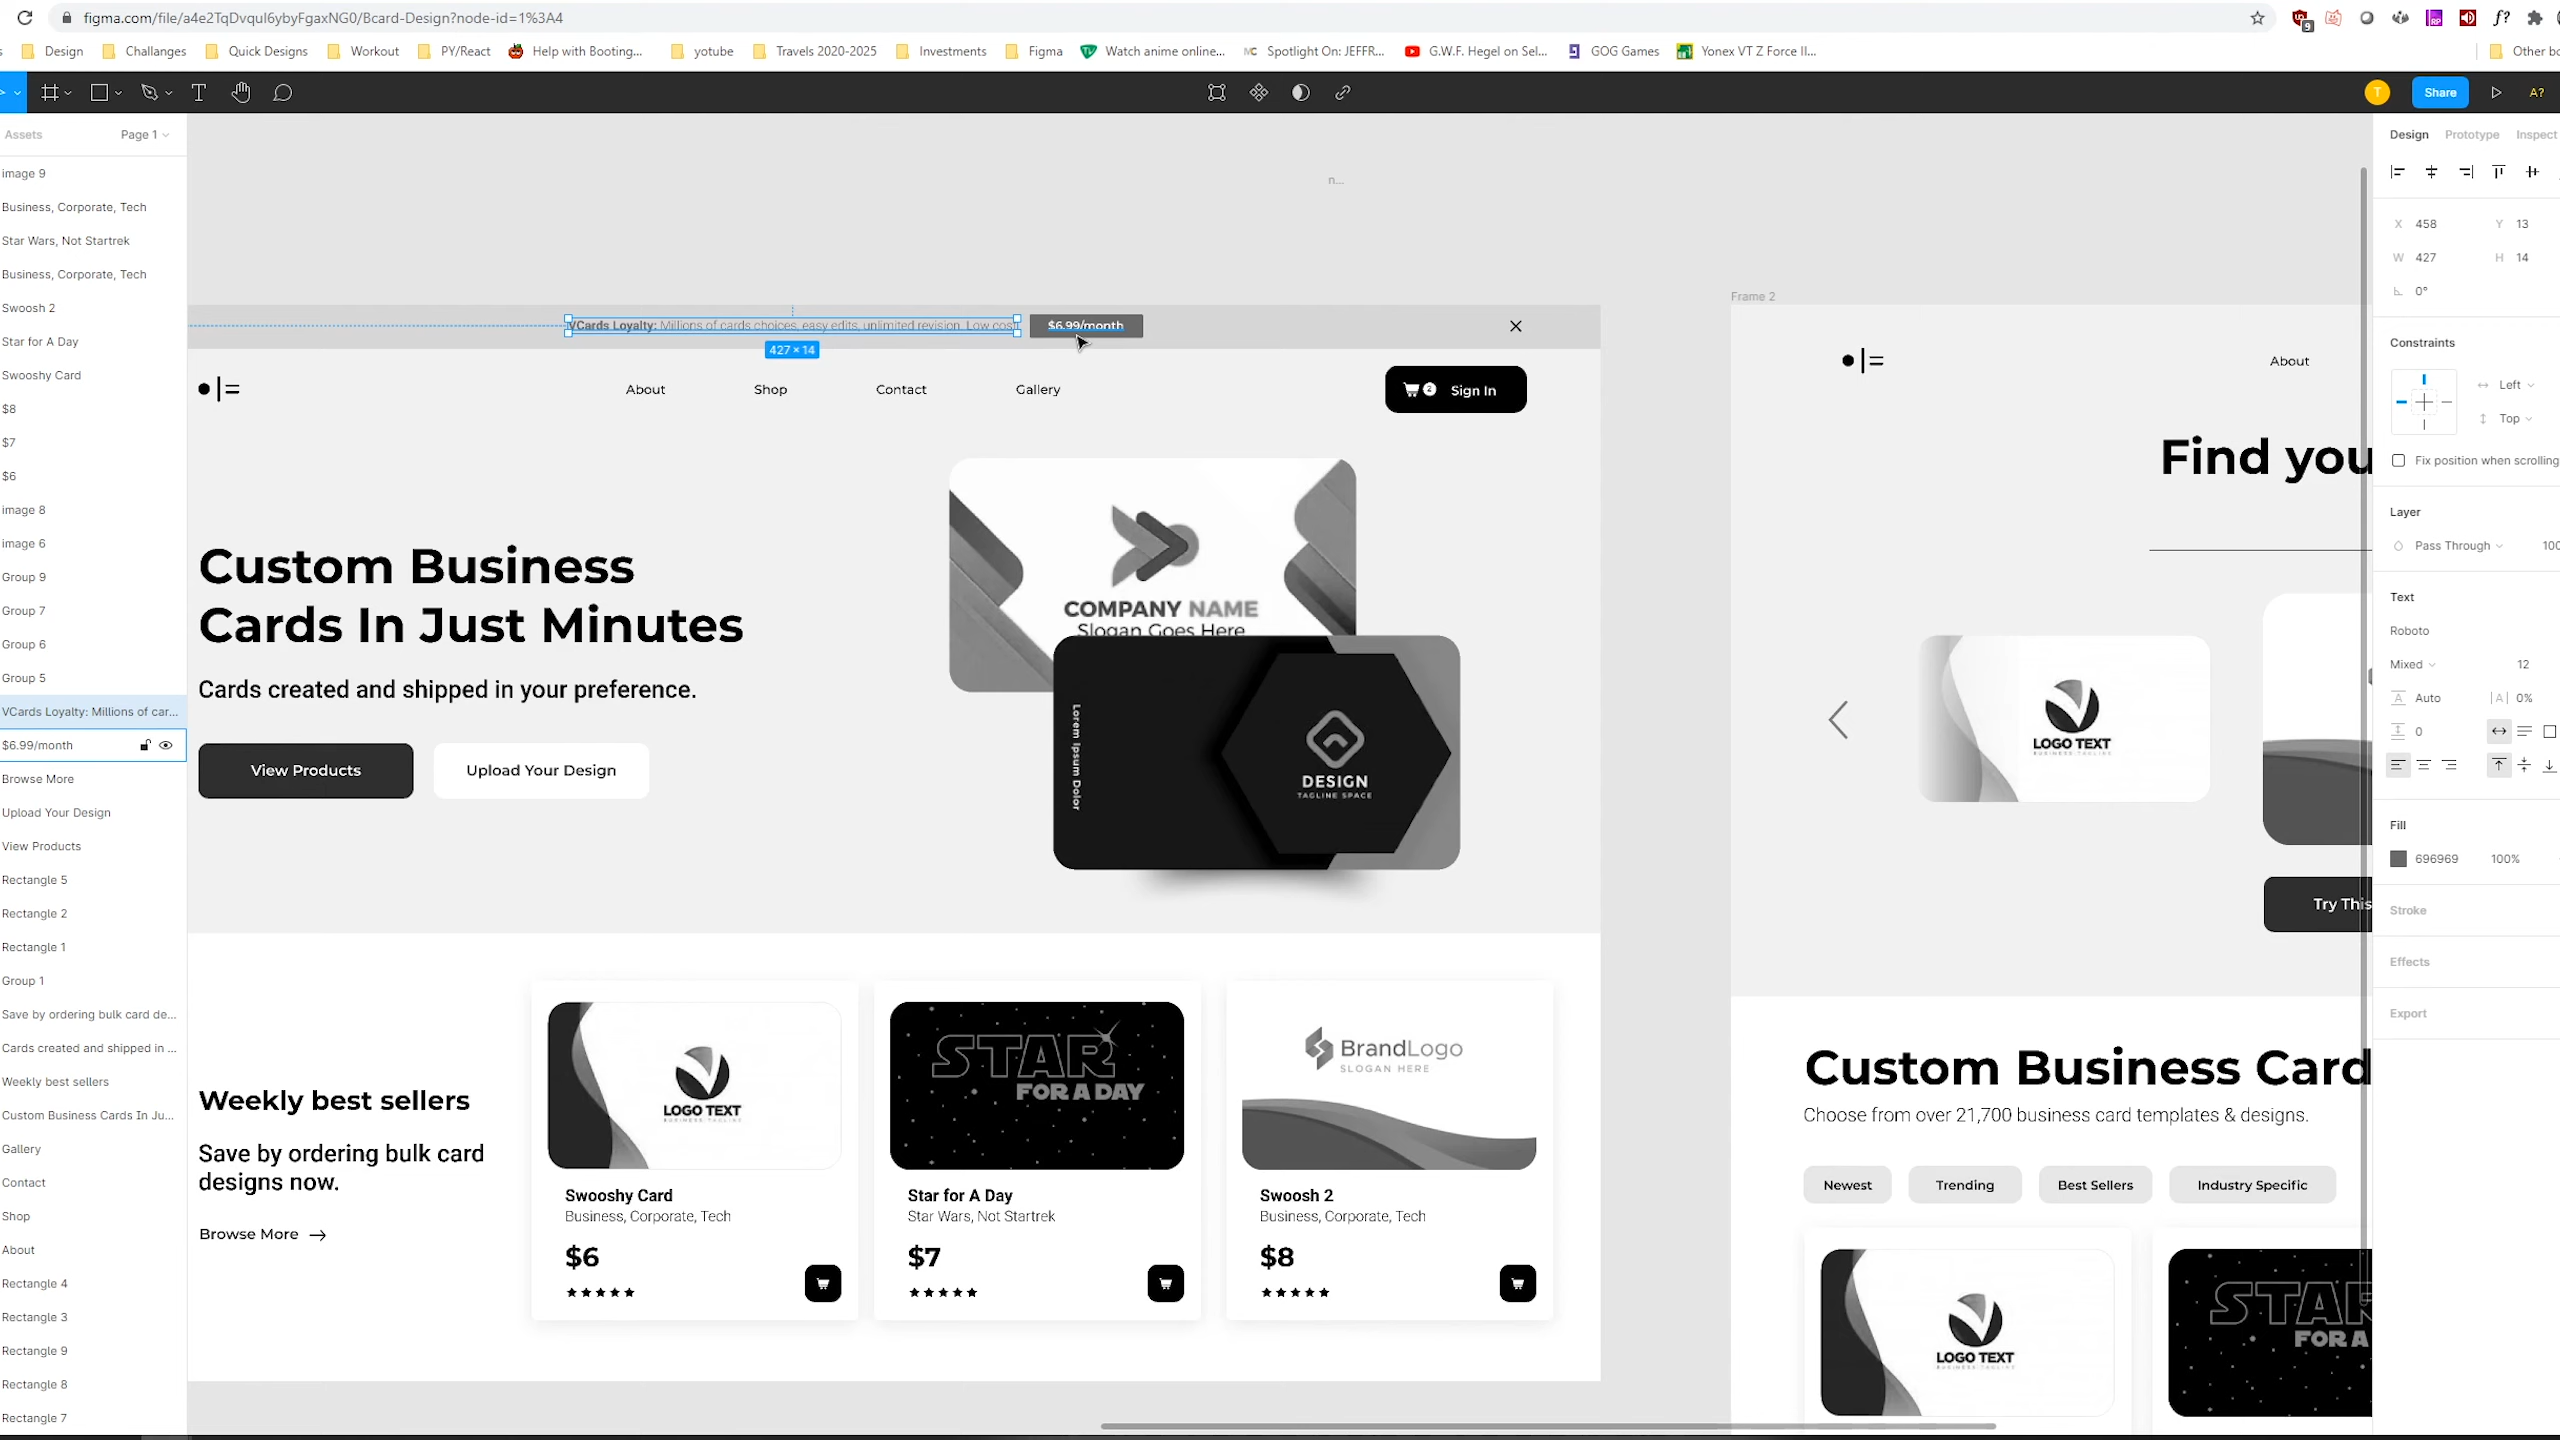 figma.com/file/a4e2TqDvquI6ybyFgaxNG0/Bcard-Design?node-id=1%3A4
Design Challanges Quick Designs Workout PY/React Help with Booting... yotube Travels 2020-2025 Investments Figma Watch anime online... Spotlight On: JEFFR... G.W.F. Hegel on Sel... GOG Games Yonex VT Z Force II... Other bo
T Share A?
Assets Page 1
image 9
Business, Corporate, Tech
Star Wars, Not Startrek
Business, Corporate, Tech
Swoosh 2
Star for A Day
Swooshy Card
$8
$7
$6
image 8
image 6
Group 9
Group 7
Group 6
Group 5
VCards Loyalty: Millions of car...
$6.99/month
Browse More
Upload Your Design
View Products
Rectangle 5
Rectangle 2
Rectangle 1
Group 1
Save by ordering bulk card de...
Cards created and shipped in ...
Weekly best sellers
Custom Business Cards In Ju...
Gallery
Contact
Shop
About
Rectangle 4
Rectangle 3
Rectangle 9
Rectangle 8
Rectangle 7
n...
VCards Loyalty: Millions of cards choices, easy edits, unlimited revision. Low cost $6.99/month
427 × 14
About Shop Contact Gallery
2 Sign In
Custom Business
Cards In Just Minutes
Cards created and shipped in your preference.
View Products Upload Your Design
COMPANY NAME
Slogan Goes Here
Lorem Ipsum Dolor
DESIGN
TAGLINE SPACE
Weekly best sellers
Save by ordering bulk card
designs now.
Browse More
LOGO TEXT
BUSINESS TAGLINE
Swooshy Card
Business, Corporate, Tech
$6
STAR
FOR A DAY
Star for A Day
Star Wars, Not Startrek
$7
BrandLogo
SLOGAN HERE
Swoosh 2
Business, Corporate, Tech
$8
Frame 2
About
Find you
LOGO TEXT
Try This
Custom Business Card
Choose from over 21,700 business card templates & designs.
Newest Trending Best Sellers Industry Specific
LOGO TEXT
STAR
FOR A
Design Prototype Inspect
X 458 Y 13
W 427 H 14
0°
Constraints
Left
Top
Fix position when scrolling
Layer
Pass Through 100
Text
Roboto
Mixed 12
Auto |A| 0%
0
Fill
696969 100%
Stroke
Effects
Export